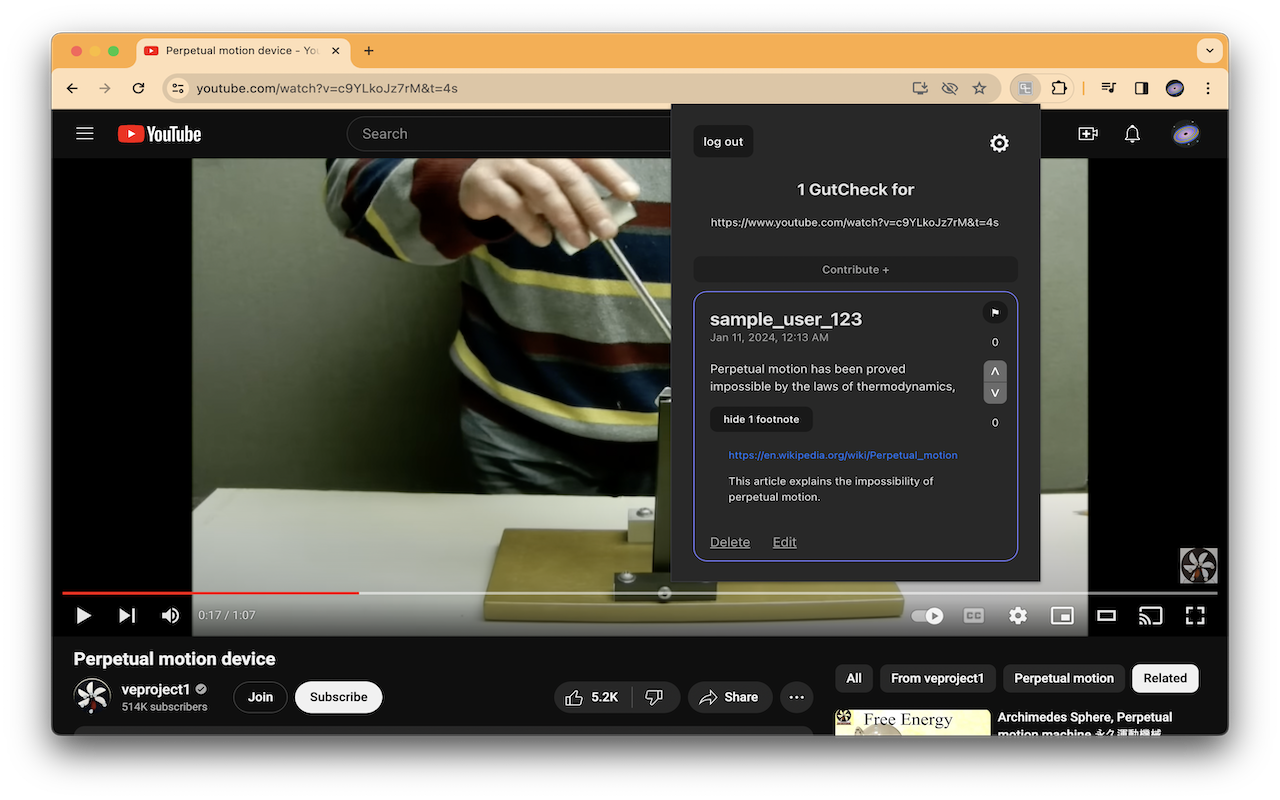 Perpetual motion device - You
youtube.com/watch?v=c9YLkoJz7rM&t=4s
YouTube
Search
log out
1 GutCheck for
https://www.youtube.com/watch?v=c9YLkoJz7rM&t=4s
Contribute +
sample_user_123
Jan 11, 2024, 12:13 AM
0
Perpetual motion has been proved
impossible by the laws of thermodynamics,
0
hide 1 footnote
https://en.wikipedia.org/wiki/Perpetual_motion
This article explains the impossibility of
perpetual motion.
Delete Edit
0:17 / 1:07
CC
Perpetual motion device
veproject1
514K subscribers
Join
Subscribe
5.2K
Share
All
From veproject1
Perpetual motion
Related
Free Energy
Archimedes Sphere, Perpetual
motion machine 永久運動機械